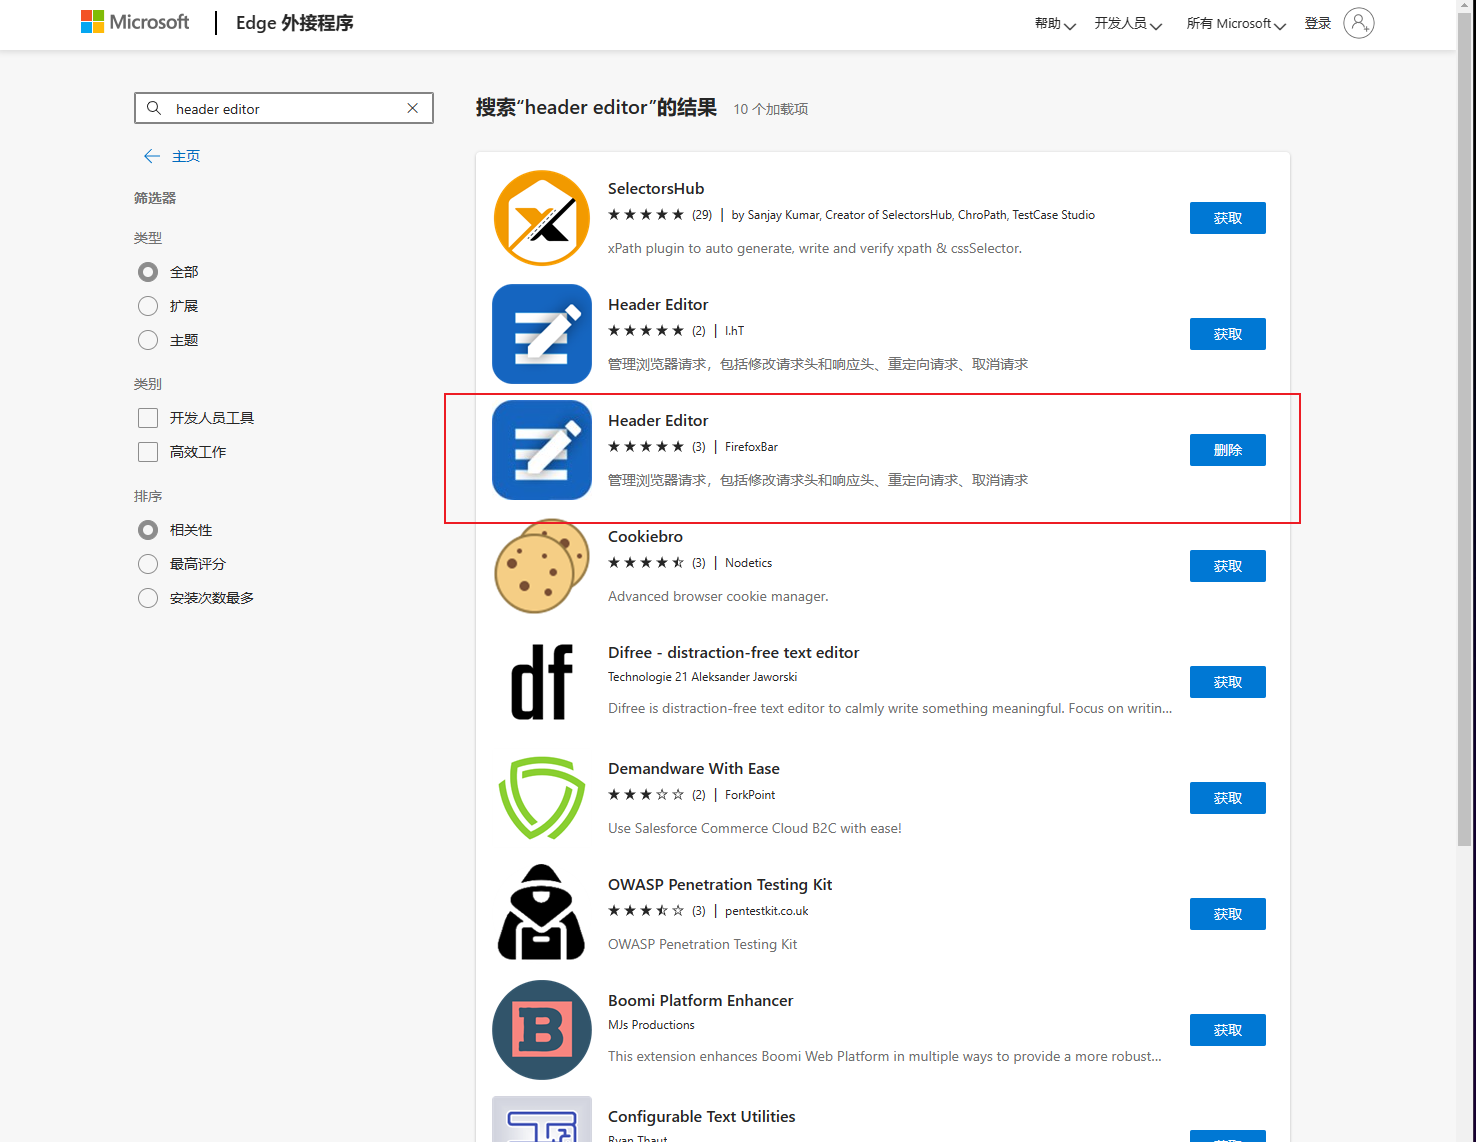 Microsoft
Edge 外接程序
帮助
开发人员
所有 Microsoft
登录
header editor
主页
筛选器
类型
全部
扩展
主题
类别
开发人员工具
高效工作
排序
相关性
最高评分
安装次数最多
搜索“header editor”的结果
10 个加载项
SelectorsHub
(29) | by Sanjay Kumar, Creator of SelectorsHub, ChroPath, TestCase Studio
xPath plugin to auto generate, write and verify xpath & cssSelector.
获取
Header Editor
(2) | I.hT
管理浏览器请求，包括修改请求头和响应头、重定向请求、取消请求
获取
Header Editor
(3) | FirefoxBar
管理浏览器请求，包括修改请求头和响应头、重定向请求、取消请求
删除
Cookiebro
(3) | Nodetics
Advanced browser cookie manager.
获取
df
Difree - distraction-free text editor
Technologie 21 Aleksander Jaworski
Difree is distraction-free text editor to calmly write something meaningful. Focus on writin...
获取
Demandware With Ease
(2) | ForkPoint
Use Salesforce Commerce Cloud B2C with ease!
获取
OWASP Penetration Testing Kit
(3) | pentestkit.co.uk
OWASP Penetration Testing Kit
获取
B
Boomi Platform Enhancer
MJs Productions
This extension enhances Boomi Web Platform in multiple ways to provide a more robust...
获取
Configurable Text Utilities
Ryan Thaut